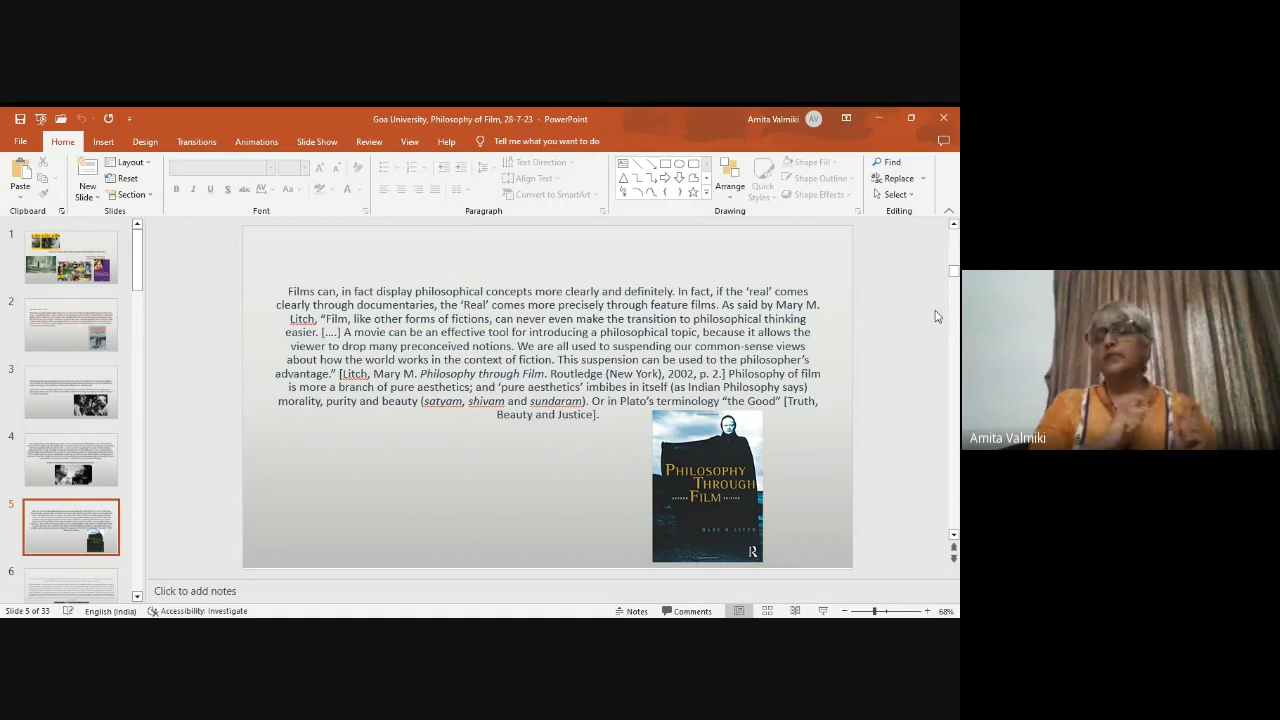 Goa University, Philosophy of Film, 28-7-23 - PowerPoint
Amita Valmiki AV
File Home Insert Design Transitions Animations Slide Show Review View Help Tell me what you want to do
Paste
New Slide
Layout
Reset
Section
Text Direction
Align Text
Convert to SmartArt
Arrange
Quick Styles
Shape Fill
Shape Outline
Shape Effects
Find
Replace
Select
Clipboard Slides Font Paragraph Drawing Editing
1
2
3
4
5
6
Films can, in fact display philosophical concepts more clearly and definitely. In fact, if the ‘real’ comes
clearly through documentaries, the ‘Real’ comes more precisely through feature films. As said by Mary M.
Litch, “Film, like other forms of fictions, can never even make the transition to philosophical thinking
easier. [....] A movie can be an effective tool for introducing a philosophical topic, because it allows the
viewer to drop many preconceived notions. We are all used to suspending our common-sense views
about how the world works in the context of fiction. This suspension can be used to the philosopher’s
advantage.” [Litch, Mary M. Philosophy through Film. Routledge (New York), 2002, p. 2.] Philosophy of film
is more a branch of pure aesthetics; and ‘pure aesthetics’ imbibes in itself (as Indian Philosophy says)
morality, purity and beauty (satyam, shivam and sundaram). Or in Plato’s terminology “the Good” [Truth,
Beauty and Justice].
PHILOSOPHY
THROUGH
FILM
SECOND EDITION
MARY M. LITCH
R
Click to add notes
Slide 5 of 33 English (India) Accessibility: Investigate Notes Comments 68%
Amita Valmiki